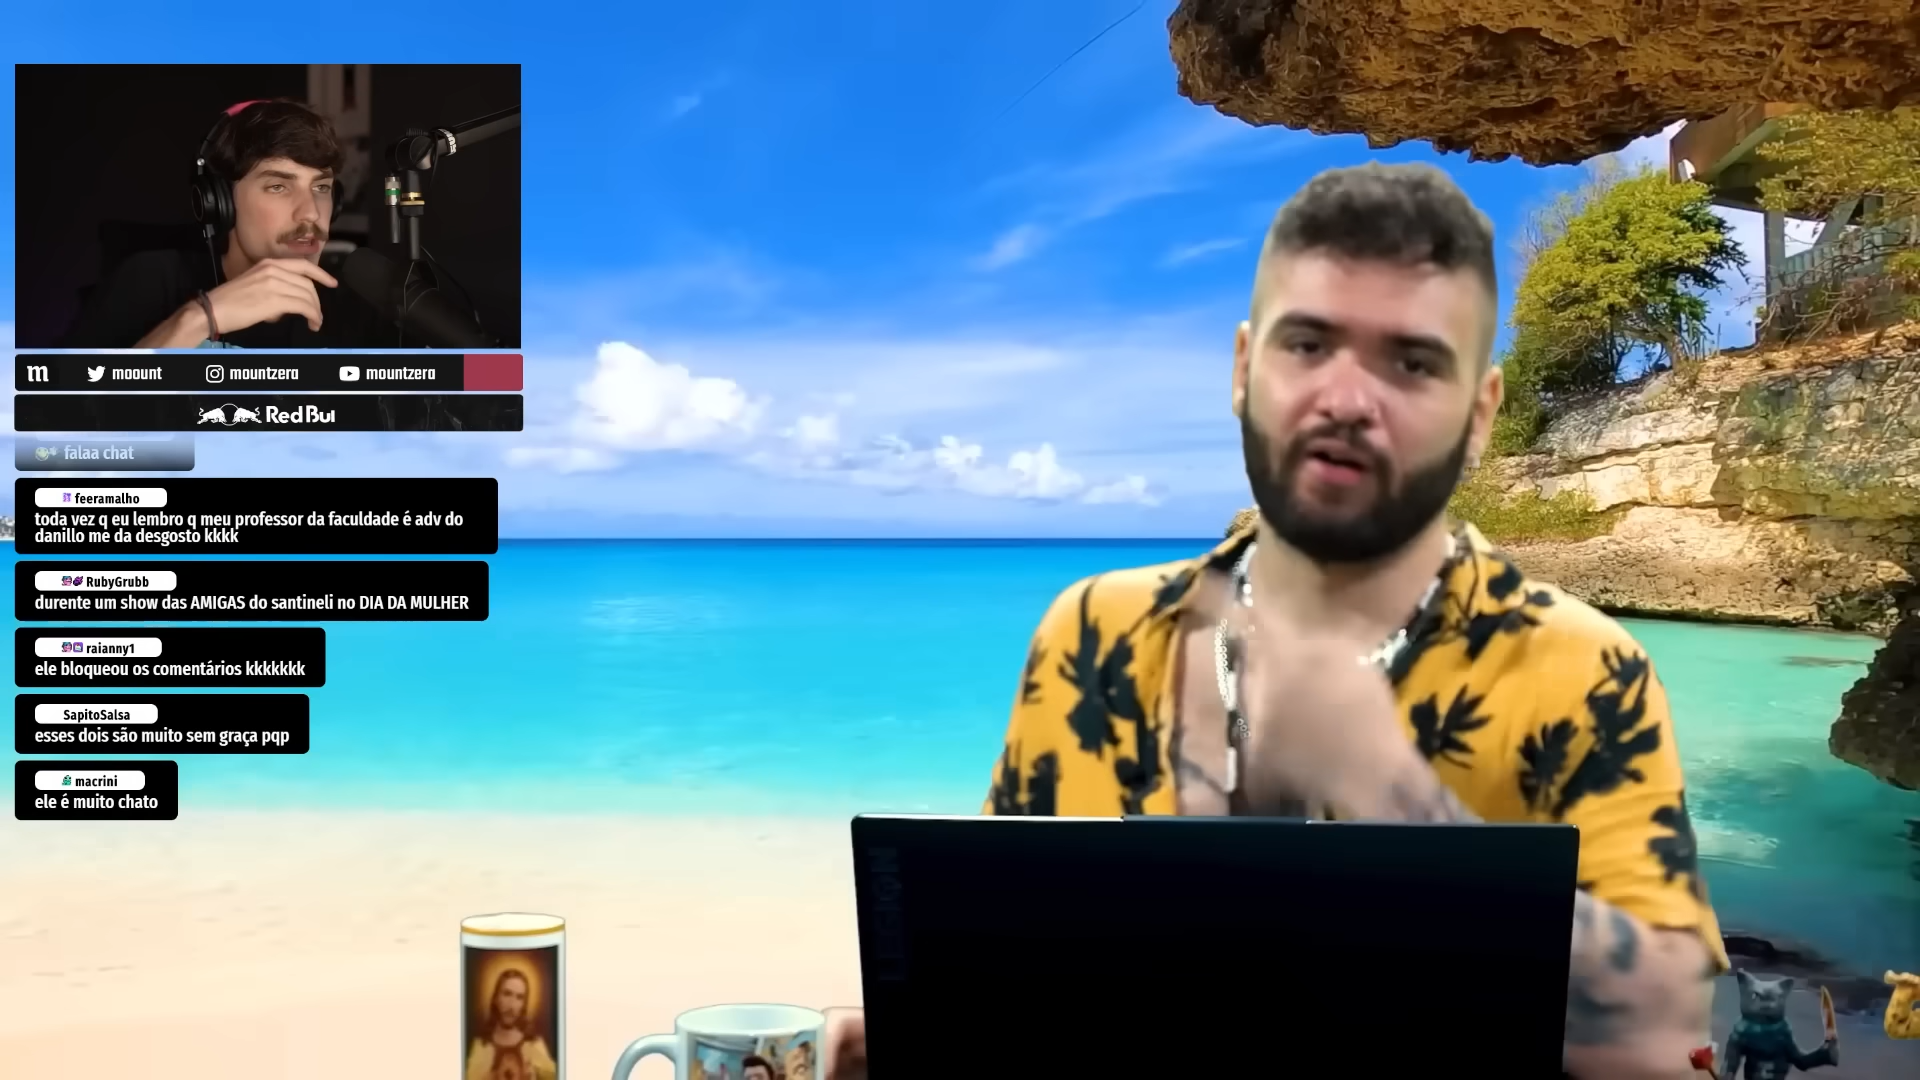 m moount mountzera mountzera
Red Bul
falaa chat
feeramalho
toda vez q eu lembro q meu professor da faculdade é adv do
danillo me da desgosto kkkk
RubyGrubb
durente um show das AMIGAS do santineli no DIA DA MULHER
raianny1
ele bloqueou os comentários kkkkkkk
SapitoSalsa
esses dois são muito sem graça pqp
macrini
ele é muito chato
LEGION